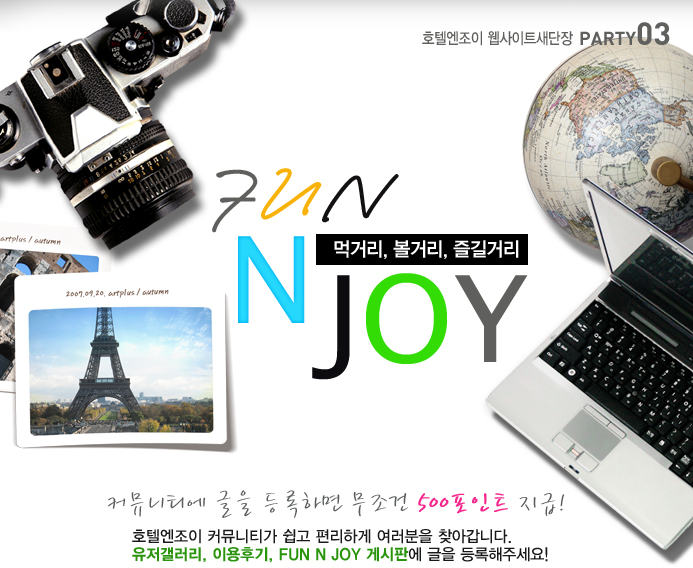 호텔엔조이 웹사이트새단장 PARTY03
FUN
N
먹거리, 볼거리, 즐길거리
JOY
artplus / autumn
2007.09.20. artplus / autumn
커뮤니티에 글을 등록하면 무조건 500포인트 지급!
호텔엔조이 커뮤니티가 쉽고 편리하게 여러분을 찾아갑니다.
유저갤러리, 이용후기, FUN N JOY 게시판에 글을 등록해주세요!